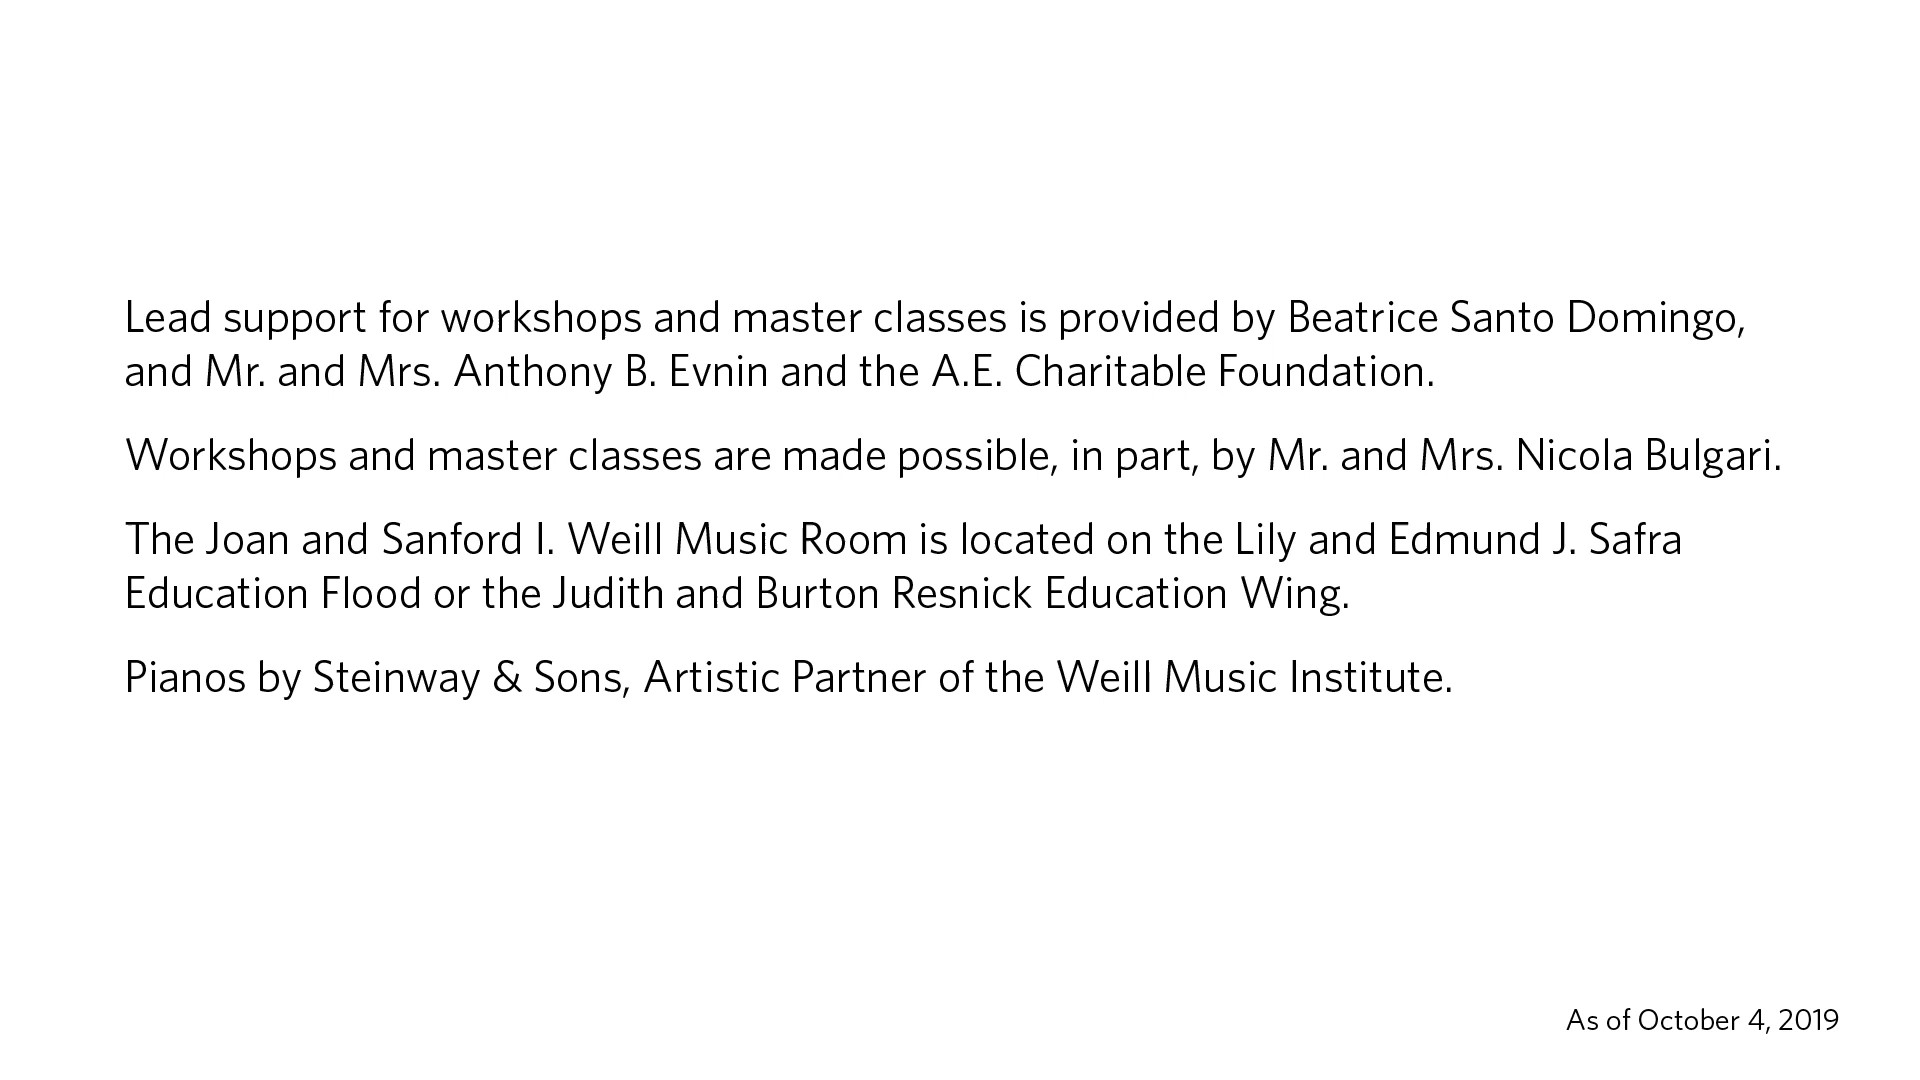 Lead support for workshops and master classes is provided by Beatrice Santo Domingo,
and Mr. and Mrs. Anthony B. Evnin and the A.E. Charitable Foundation.
Workshops and master classes are made possible, in part, by Mr. and Mrs. Nicola Bulgari.
The Joan and Sanford I. Weill Music Room is located on the Lily and Edmund J. Safra
Education Flood or the Judith and Burton Resnick Education Wing.
Pianos by Steinway & Sons, Artistic Partner of the Weill Music Institute.
As of October 4, 2019